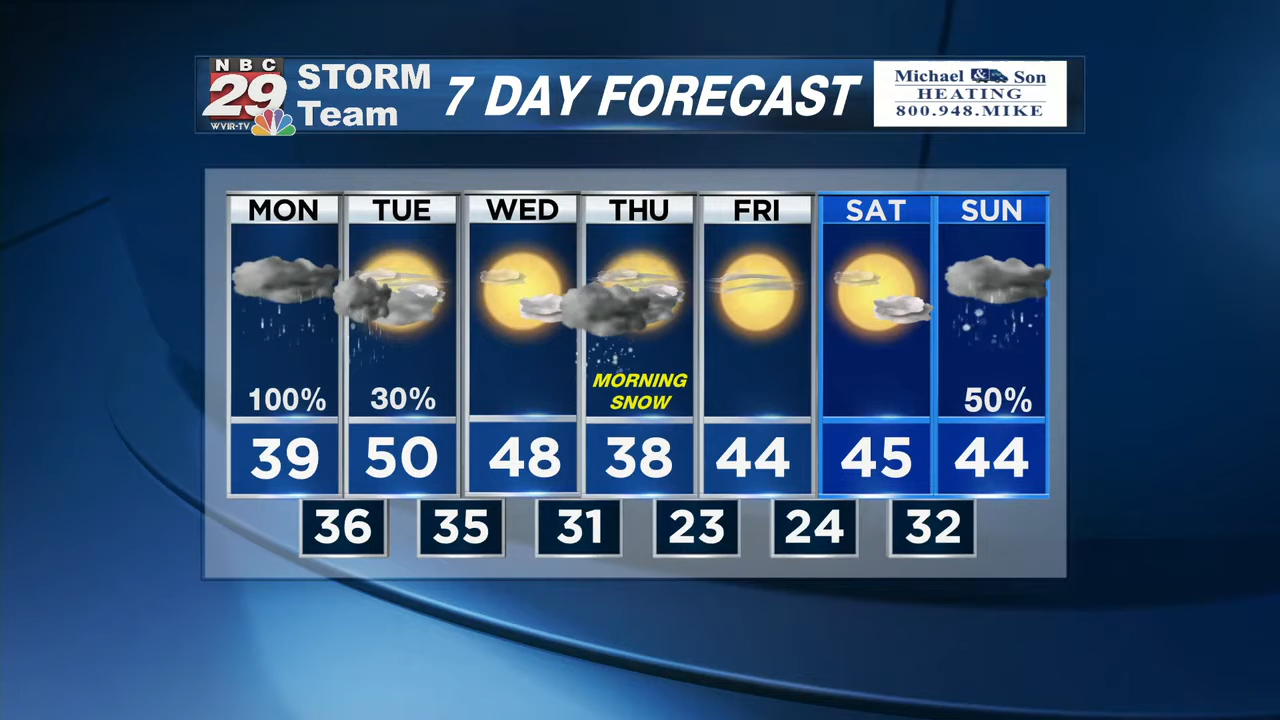 NBC
29
WVIR-TV
STORM
Team
7 DAY FORECAST
Michael & Son
HEATING
800.948.MIKE
MON TUE WED THU FRI SAT SUN
MORNING
SNOW
100% 30% 50%
39 50 48 38 44 45 44
36 35 31 23 24 32